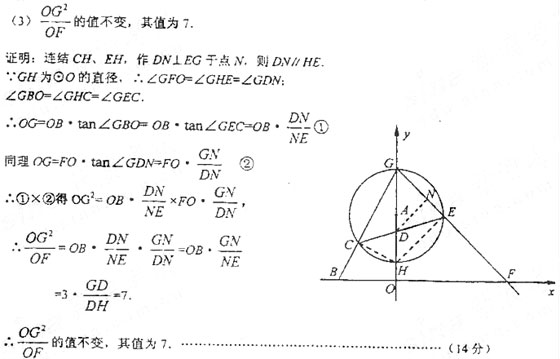 (3) OG²/OF 的值不变，其值为 7.
证明：连结 CH、EH，作 DN⊥EG 于点 N，则 DN∥HE.
∵GH 为⊙O 的直径，∴∠GFO=∠GHE=∠GDN;
∠GBO=∠GHC=∠GEC.
∴OG=OB·tan∠GBO= OB·tan∠GEC=OB·DN/NE ①
同理 OG=FO·tan∠GDN=FO·GN/DN ②
∴①×②得 OG²= OB·DN/NE×FO·GN/DN，
∴OG²/OF=OB·DN/NE·GN/DN=OB·GN/NE
=3·GD/DH=7.
∴OG²/OF 的值不变，其值为 7. ……………………………………（14 分）
y
G
N
A
E
D
C
H
B
O
F
x